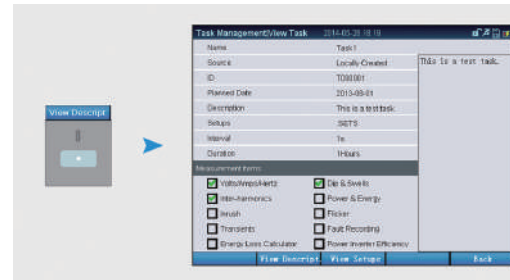 View Descript
Task Management\View Task 2014-05-28 18:19
Name Task1
Source Locally-Created
ID T000001
Planned Date 2013-09-01
Description This is a test task.
Setups SET5
Interval 1s
Duration 1Hours
This is a test task.
Measurement Items
Volts/Amps/Hertz Dip & Swells
Inter-harmonics Power & Energy
Inrush Flicker
Transients Fault Recording
Energy Loss Calculator Power Inverter Efficiency
View Descript View Setups Back